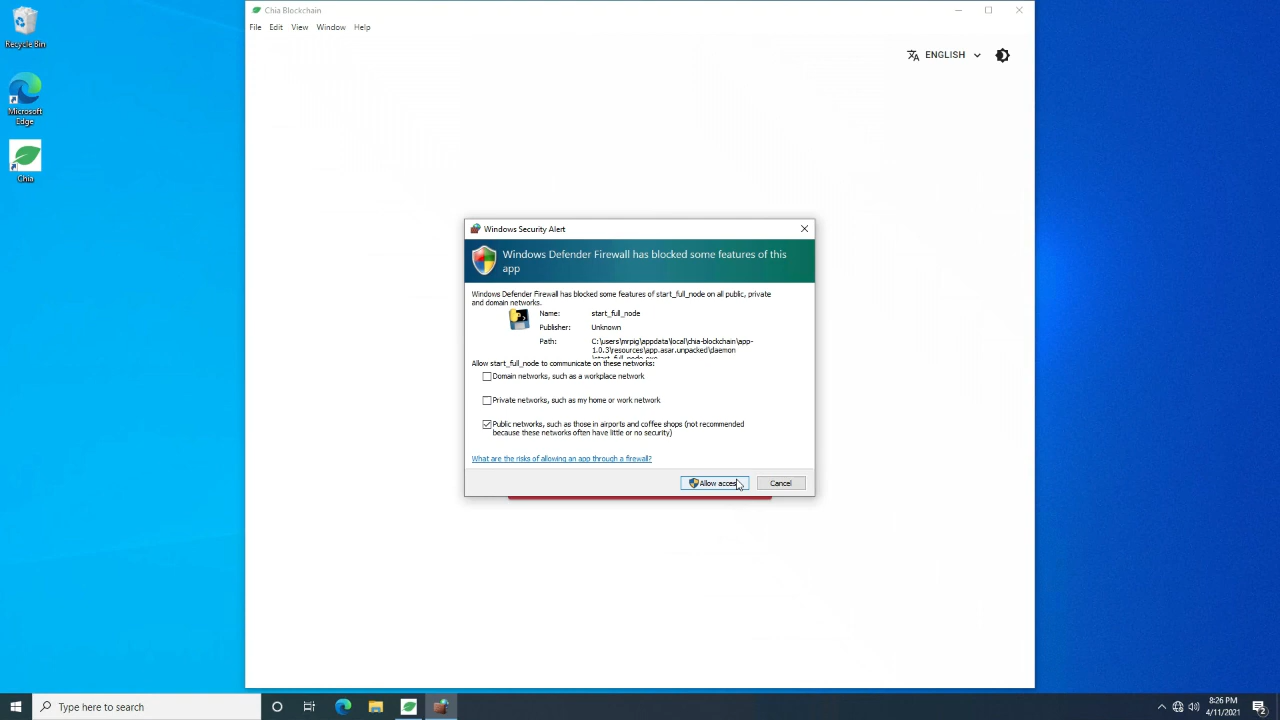 Recycle Bin
Microsoft
Edge
Chia
Chia Blockchain
File Edit View Window Help
ENGLISH
Windows Security Alert
Windows Defender Firewall has blocked some features of this
app
Windows Defender Firewall has blocked some features of start_full_node on all public, private
and domain networks.
Name: start_full_node
Publisher: Unknown
Path: C:\users\mrpig\appdata\local\chia-blockchain\app-
1.0.3\resources\app.asar.unpacked\daemon
Allow start_full_node to communicate on these networks:
Domain networks, such as a workplace network
Private networks, such as my home or work network
Public networks, such as those in airports and coffee shops (not recommended
because these networks often have little or no security)
What are the risks of allowing an app through a firewall?
Allow access Cancel
Type here to search
8:26 PM
4/11/2021
2